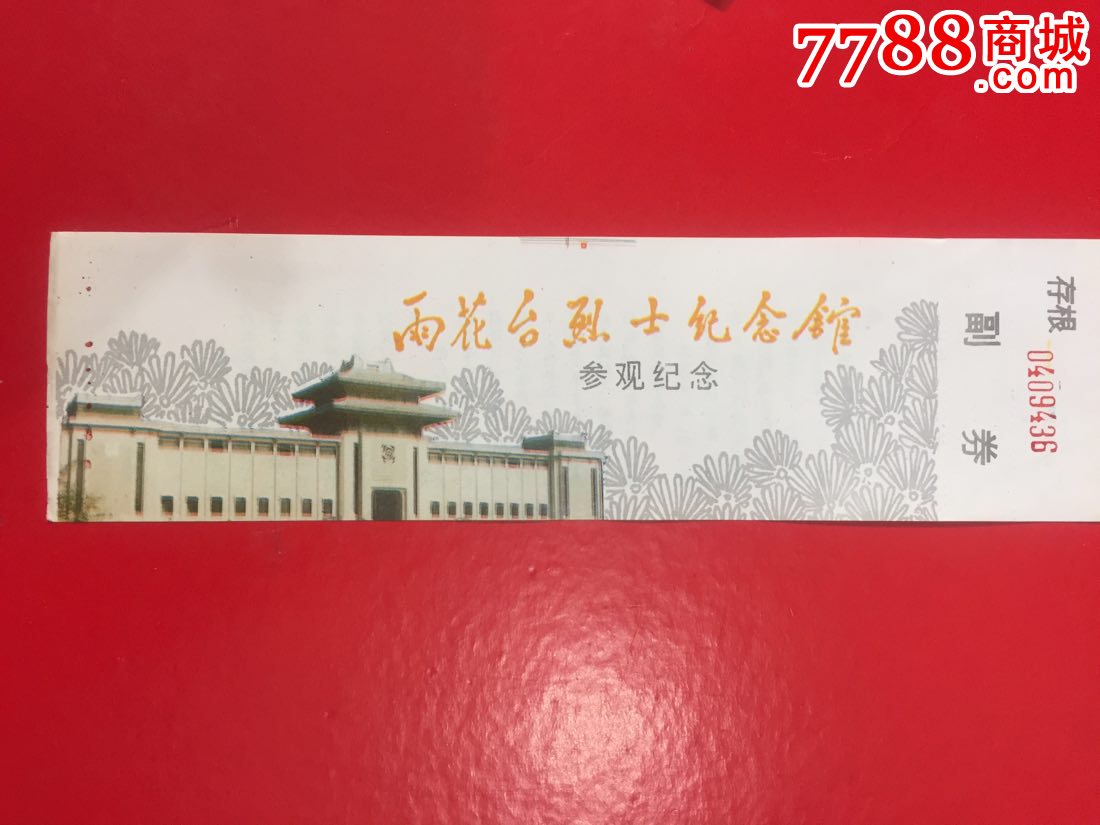 7788商城
.com
雨花台烈士纪念馆
参观纪念
副券
存根 0409436